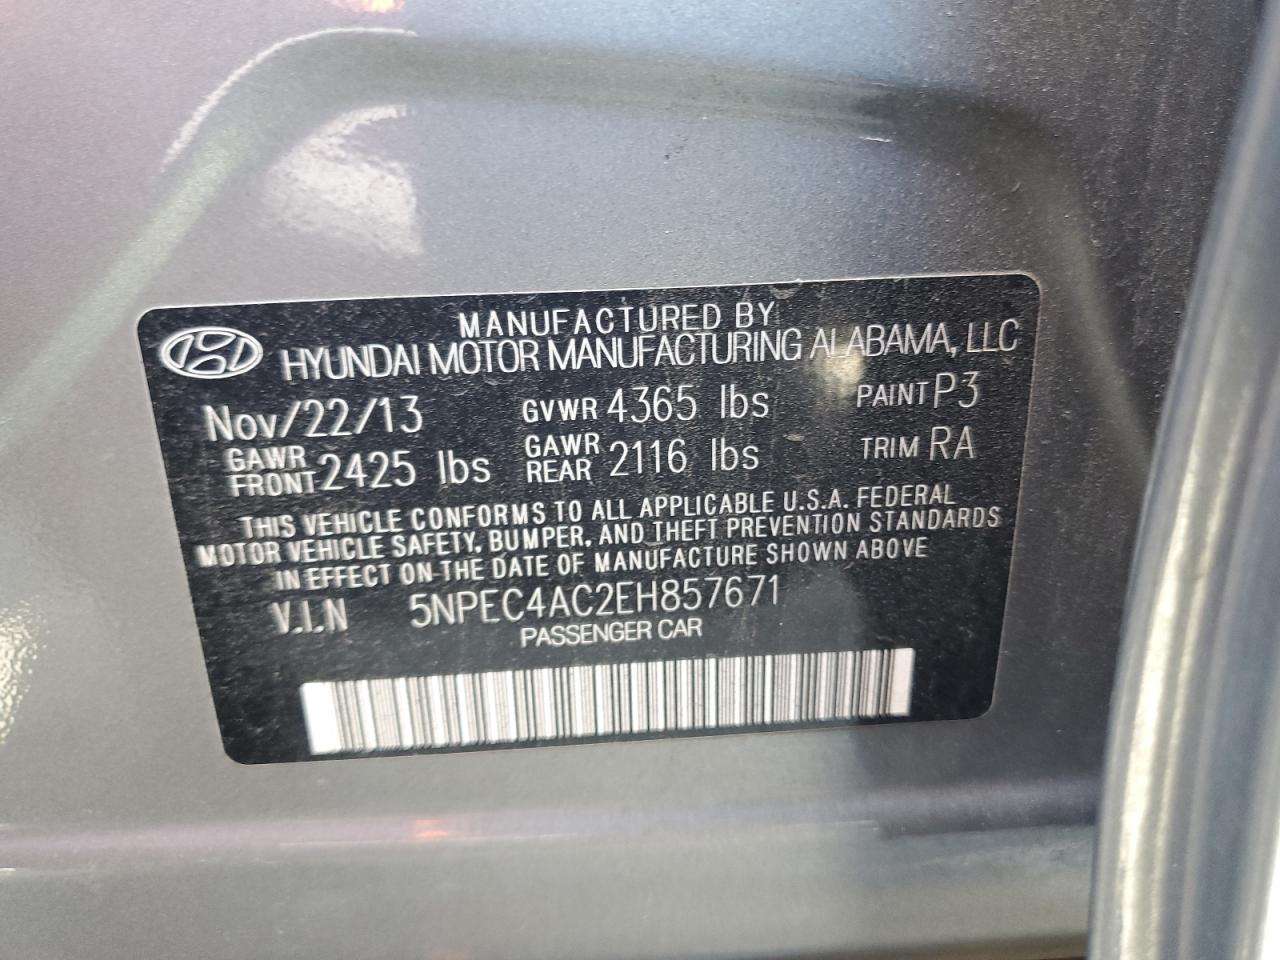 MANUFACTURED BY
HYUNDAI MOTOR MANUFACTURING ALABAMA, LLC
Nov/22/13 GVWR 4365 lbs PAINT P3
GAWR FRONT 2425 lbs GAWR REAR 2116 lbs TRIM RA
THIS VEHICLE CONFORMS TO ALL APPLICABLE U.S.A. FEDERAL
MOTOR VEHICLE SAFETY, BUMPER, AND THEFT PREVENTION STANDARDS
IN EFFECT ON THE DATE OF MANUFACTURE SHOWN ABOVE
V.I.N 5NPEC4AC2EH857671
PASSENGER CAR